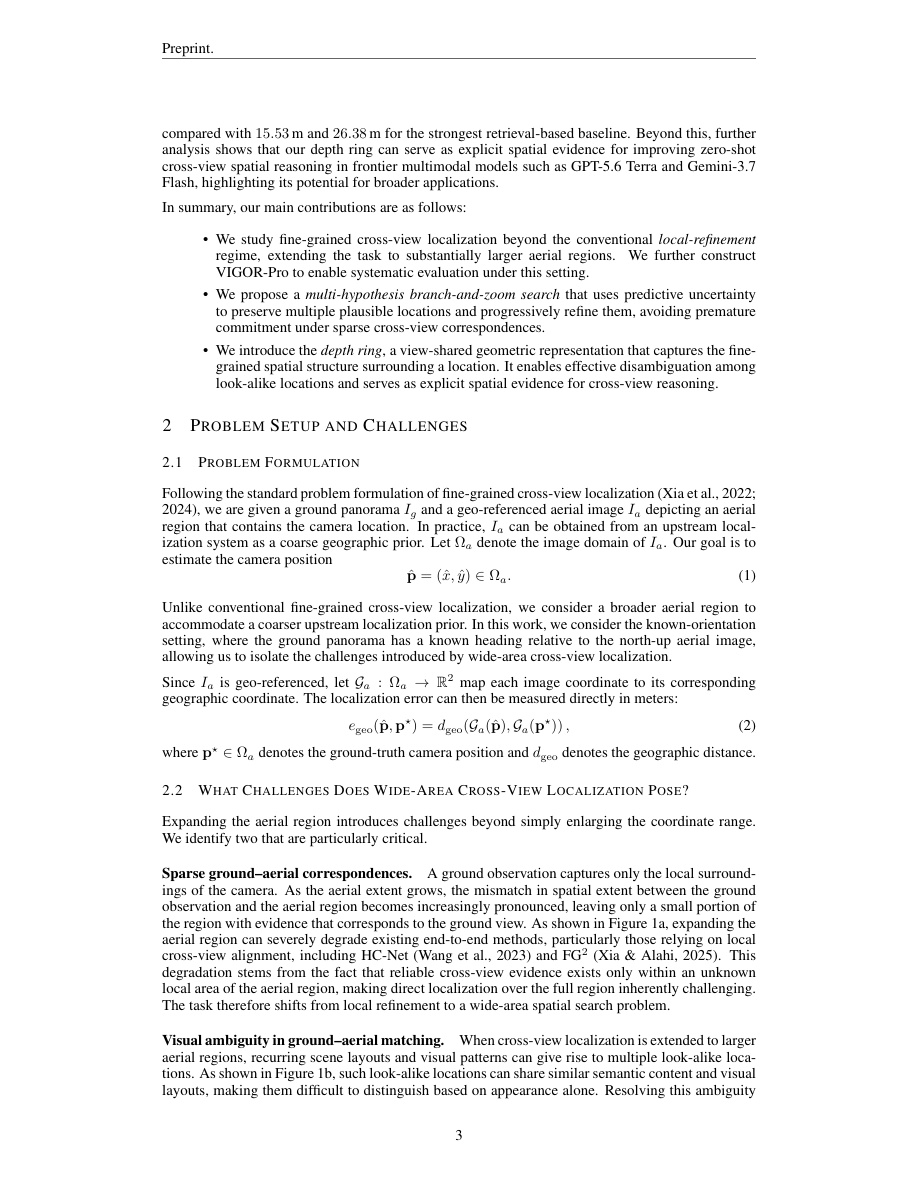 Preprint.
compared with 15.53 m and 26.38 m for the strongest retrieval-based baseline. Beyond this, further
analysis shows that our depth ring can serve as explicit spatial evidence for improving zero-shot
cross-view spatial reasoning in frontier multimodal models such as GPT-5.6 Terra and Gemini-3.7
Flash, highlighting its potential for broader applications.
In summary, our main contributions are as follows:
• We study fine-grained cross-view localization beyond the conventional local-refinement
regime, extending the task to substantially larger aerial regions. We further construct
VIGOR-Pro to enable systematic evaluation under this setting.
• We propose a multi-hypothesis branch-and-zoom search that uses predictive uncertainty
to preserve multiple plausible locations and progressively refine them, avoiding premature
commitment under sparse cross-view correspondences.
• We introduce the depth ring, a view-shared geometric representation that captures the fine-
grained spatial structure surrounding a location. It enables effective disambiguation among
look-alike locations and serves as explicit spatial evidence for cross-view reasoning.
2 PROBLEM SETUP AND CHALLENGES
2.1 PROBLEM FORMULATION
Following the standard problem formulation of fine-grained cross-view localization (Xia et al., 2022;
2024), we are given a ground panorama I_g and a geo-referenced aerial image I_a depicting an aerial
region that contains the camera location. In practice, I_a can be obtained from an upstream local-
ization system as a coarse geographic prior. Let Ω_a denote the image domain of I_a. Our goal is to
estimate the camera position
p̂ = (x̂, ŷ) ∈ Ω_a. (1)
Unlike conventional fine-grained cross-view localization, we consider a broader aerial region to
accommodate a coarser upstream localization prior. In this work, we consider the known-orientation
setting, where the ground panorama has a known heading relative to the north-up aerial image,
allowing us to isolate the challenges introduced by wide-area cross-view localization.
Since I_a is geo-referenced, let 𝒢_a : Ω_a → ℝ² map each image coordinate to its corresponding
geographic coordinate. The localization error can then be measured directly in meters:
e_geo(p̂, p⋆) = d_geo(𝒢_a(p̂), 𝒢_a(p⋆)) , (2)
where p⋆ ∈ Ω_a denotes the ground-truth camera position and d_geo denotes the geographic distance.
2.2 WHAT CHALLENGES DOES WIDE-AREA CROSS-VIEW LOCALIZATION POSE?
Expanding the aerial region introduces challenges beyond simply enlarging the coordinate range.
We identify two that are particularly critical.
Sparse ground–aerial correspondences. A ground observation captures only the local surround-
ings of the camera. As the aerial extent grows, the mismatch in spatial extent between the ground
observation and the aerial region becomes increasingly pronounced, leaving only a small portion of
the region with evidence that corresponds to the ground view. As shown in Figure 1a, expanding the
aerial region can severely degrade existing end-to-end methods, particularly those relying on local
cross-view alignment, including HC-Net (Wang et al., 2023) and FG² (Xia & Alahi, 2025). This
degradation stems from the fact that reliable cross-view evidence exists only within an unknown
local area of the aerial region, making direct localization over the full region inherently challenging.
The task therefore shifts from local refinement to a wide-area spatial search problem.
Visual ambiguity in ground–aerial matching. When cross-view localization is extended to larger
aerial regions, recurring scene layouts and visual patterns can give rise to multiple look-alike loca-
tions. As shown in Figure 1b, such look-alike locations can share similar semantic content and visual
layouts, making them difficult to distinguish based on appearance alone. Resolving this ambiguity
3